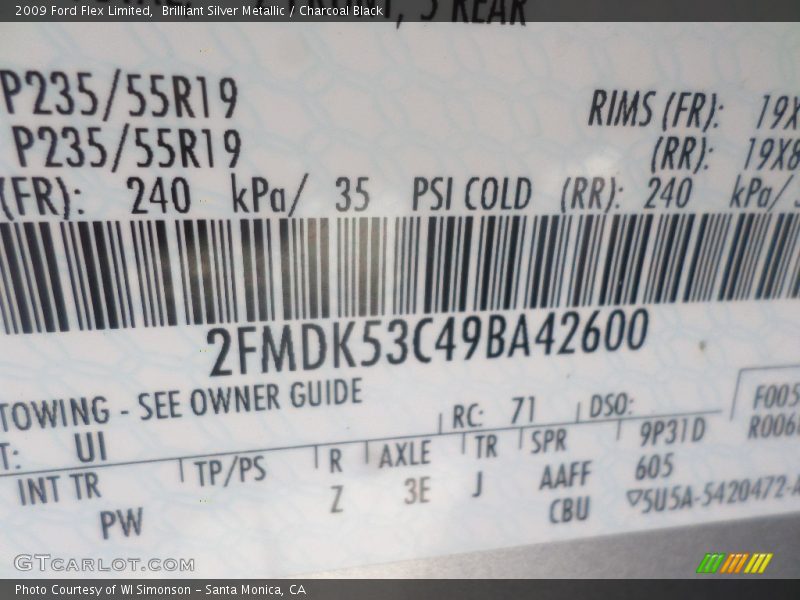 2009 Ford Flex Limited,  Brilliant Silver Metallic / Charcoal Black
REAR
P235/55R19 RIMS (FR): 19X
P235/55R19 (RR): 19X8
(FR): 240 kPa/ 35 PSI COLD (RR): 240 kPa/
2FMDK53C49BA42600
TOWING - SEE OWNER GUIDE RC: 71 DSO: F005
T: UI 9P31D R006
INT TR TP/PS R AXLE TR SPR 605
PW Z 3E J AAFF ▽5U5A-5420472-A
CBU
GTCARLOT.COM
Photo Courtesy of WI Simonson – Santa Monica, CA